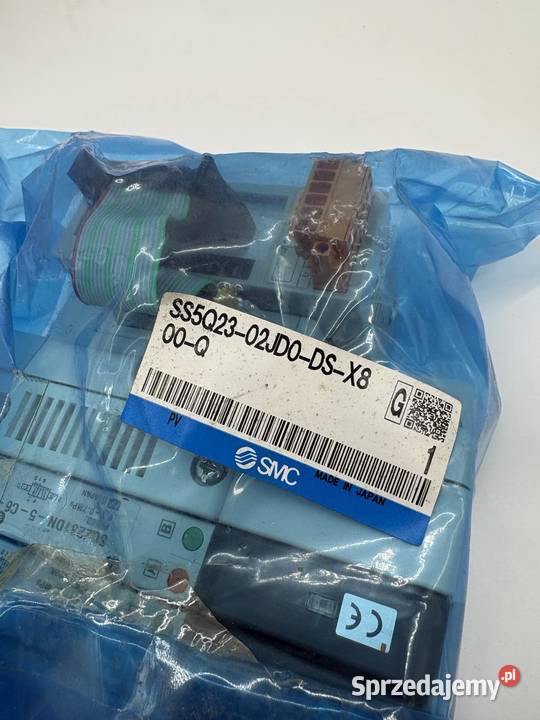 SS5Q23-02JD0-DS-X8
00-Q
G
PV
SMC
MADE IN JAPAN
1
B
A
CE
Sprzedajemy.pl